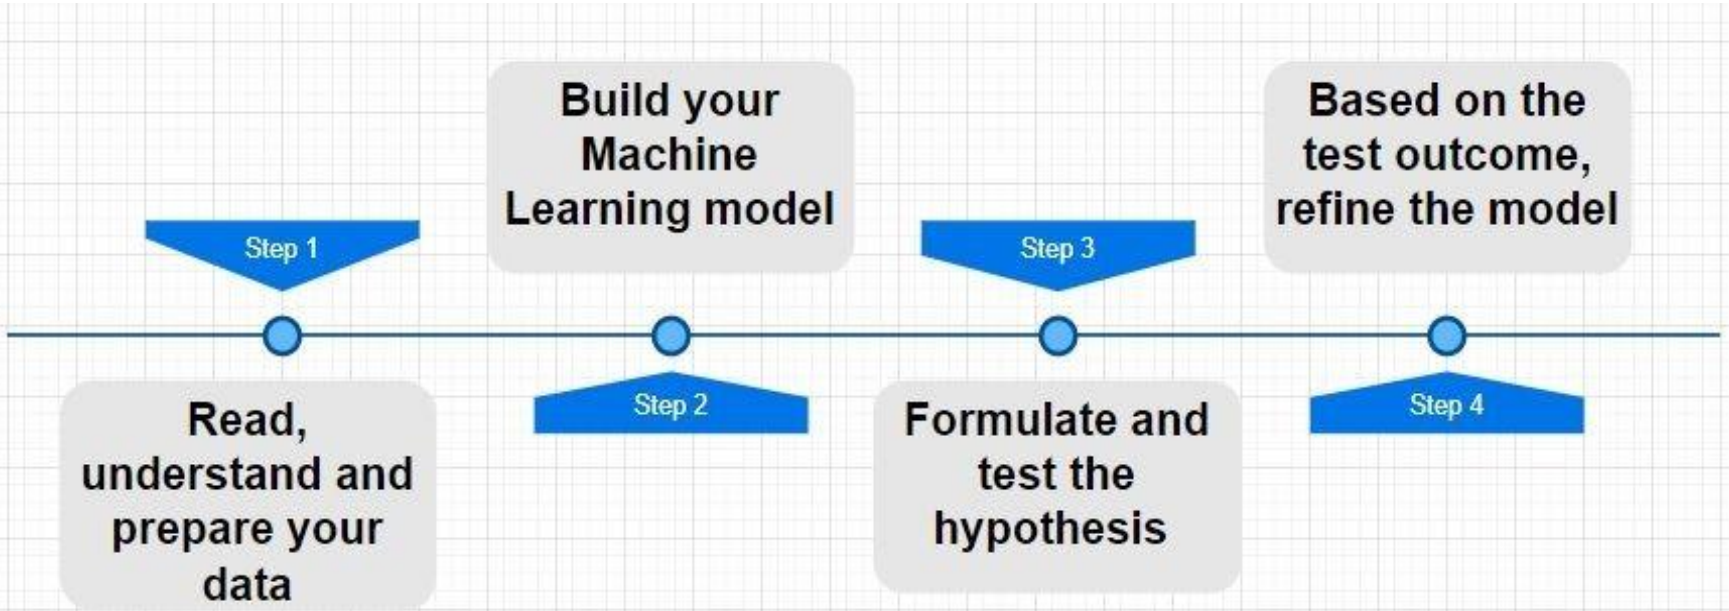 Step 1
Read,
understand and
prepare your
data
Build your
Machine
Learning model
Step 2
Step 3
Formulate and
test the
hypothesis
Based on the
test outcome,
refine the model
Step 4